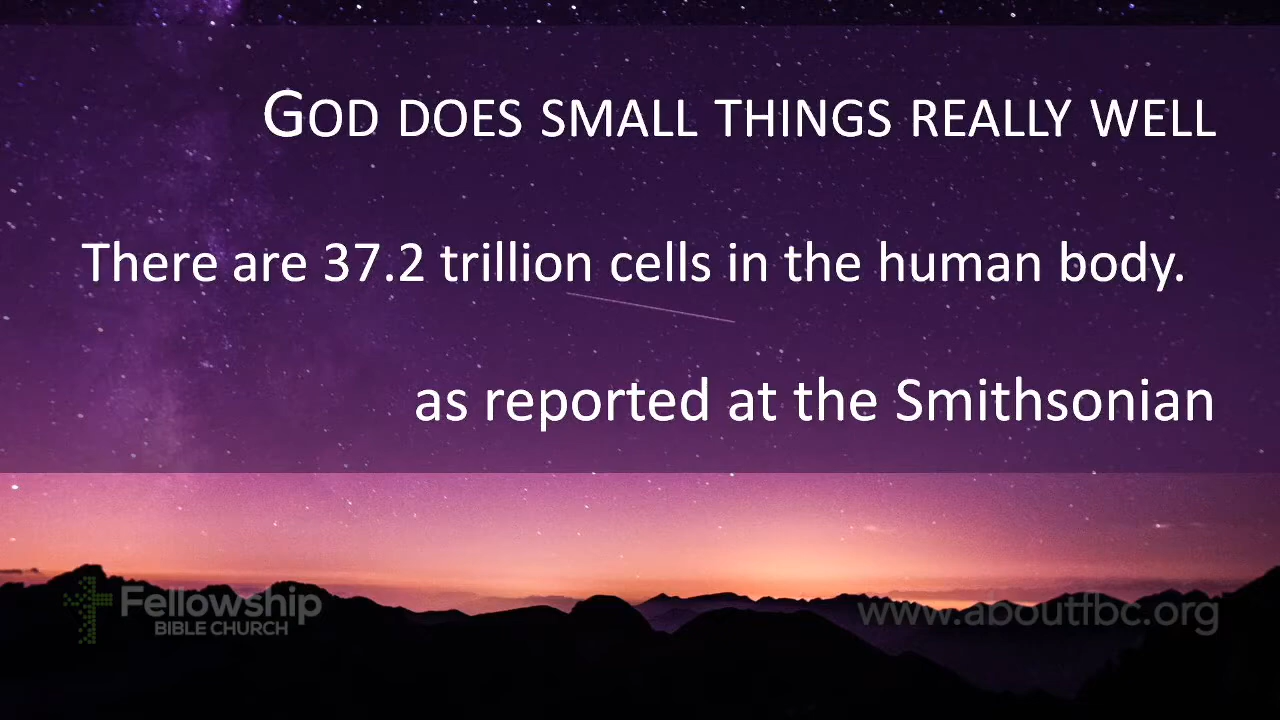 GOD DOES SMALL THINGS REALLY WELL
There are 37.2 trillion cells in the human body.
as reported at the Smithsonian
Fellowship
BIBLE CHURCH
www.aboutfbc.org